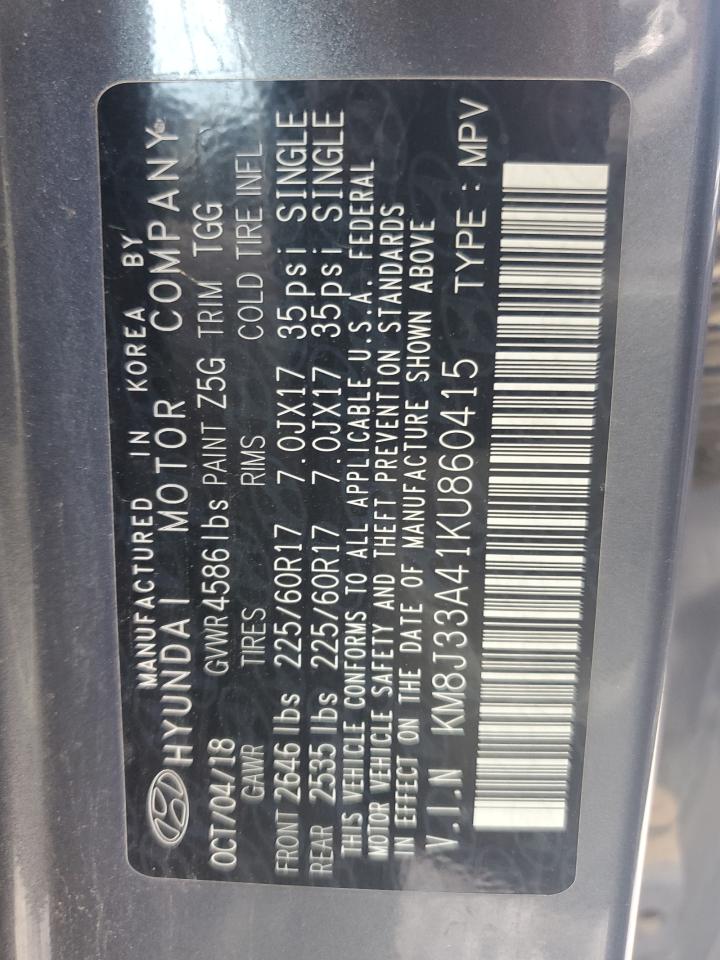 MANUFACTURED IN KOREA BY
HYUNDAI MOTOR COMPANY
OCT/04/18 GVWR 4586 lbs PAINT Z5G TRIM TGG
GAWR TIRES RIMS COLD TIRE INFL
FRONT 2646 lbs 225/60R17 7.0JX17 35psi SINGLE
REAR 2535 lbs 225/60R17 7.0JX17 35psi SINGLE
THIS VEHICLE CONFORMS TO ALL APPLICABLE U.S.A. FEDERAL
MOTOR VEHICLE SAFETY AND THEFT PREVENTION STANDARDS
IN EFFECT ON THE DATE OF MANUFACTURE SHOWN ABOVE
V.I.N KM8J33A41KU860415 TYPE : MPV